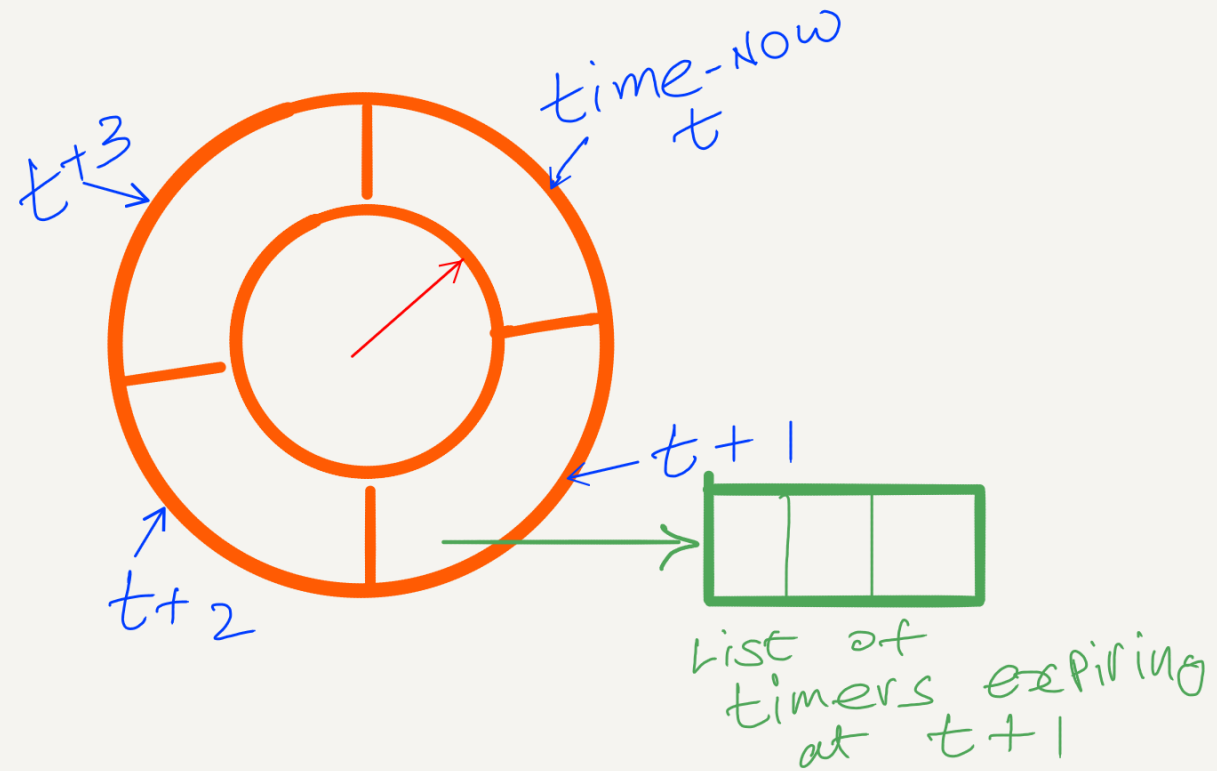 time-NOW
t
t+3
t+1
t+2
List of
timers expiring
at t+1